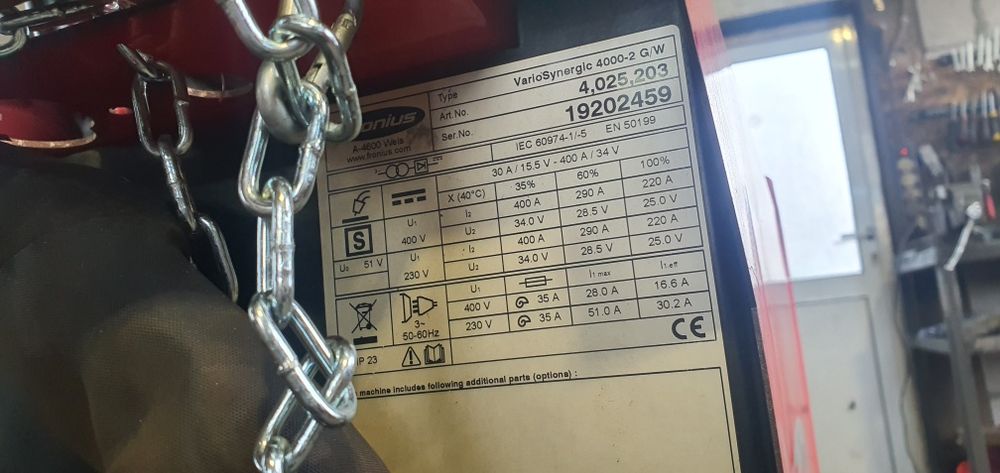 Fronius
A-4600 Wels
www.fronius.com
Type VarioSynergic 4000-2 G/W
Art.No. 4,025,203
Ser.No. 19202459
IEC 60974-1/-5 EN 50199
30 A / 15.5 V - 400 A / 34 V
X (40°C) 35% 60% 100%
U1 400 V I2 400 A 290 A 220 A
U2 34.0 V 28.5 V 25.0 V
S
U0 51 V
U1 230 V I2 400 A 290 A 220 A
U2 34.0 V 28.5 V 25.0 V
U1 I1 max I1 eff
400 V 35 A 28.0 A 16.6 A
230 V 35 A 51.0 A 30.2 A
3~
50-60Hz
IP 23
CE
machine includes following additional parts (options) :